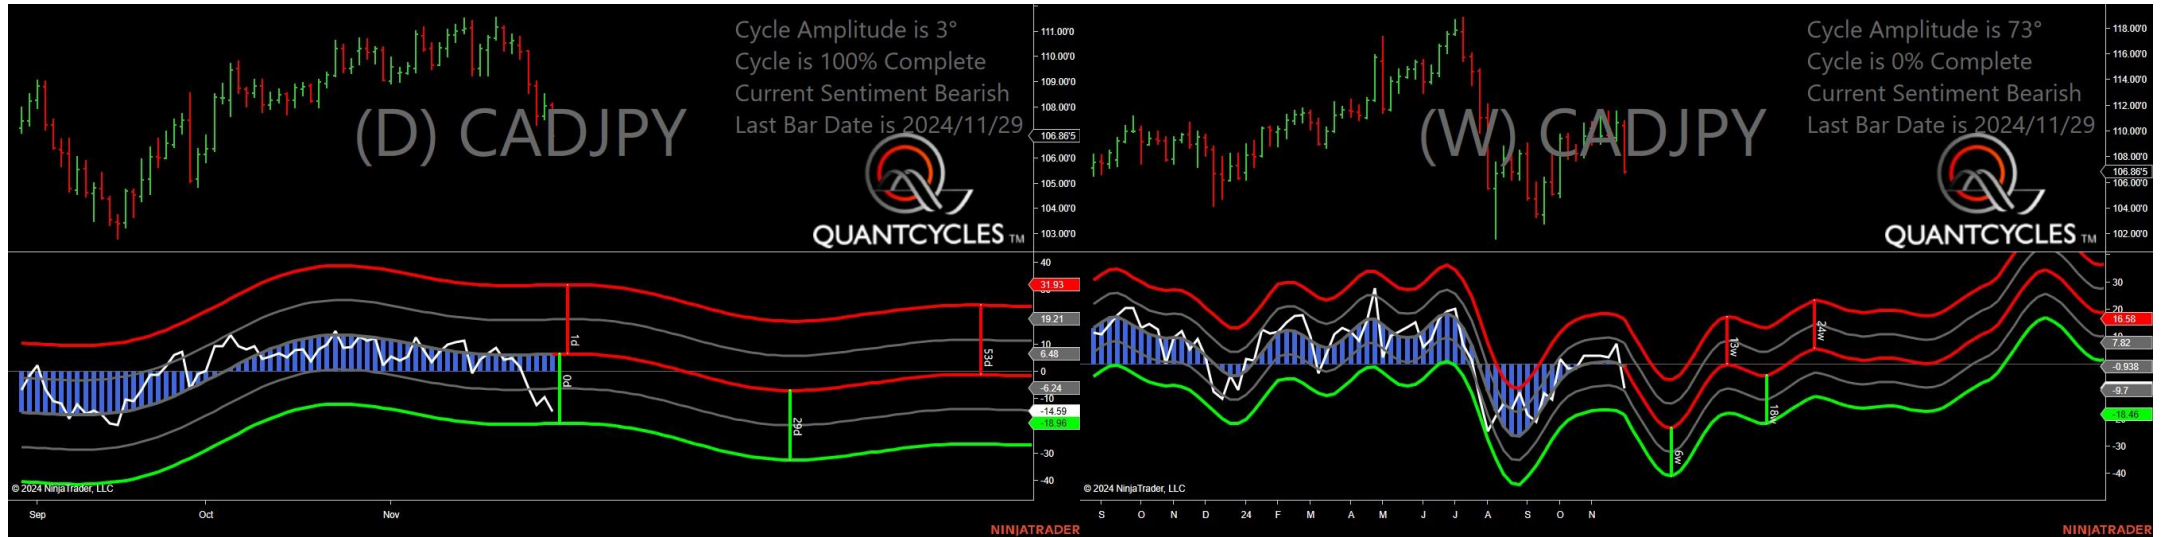 Cycle Amplitude is 3°
Cycle is 100% Complete
Current Sentiment Bearish
Last Bar Date is 2024/11/29
(D) CADJPY
QUANTCYCLES TM
111.00'0
110.00'0
109.00'0
108.00'0
106.86'5
106.00'0
105.00'0
104.00'0
103.00'0
40
31.93
19.21
10
6.48
0
-6.24
-10
-14.59
-18.96
-30
-40
1d
0d
29d
53d
© 2024 NinjaTrader, LLC
Sep
Oct
Nov
NINJATRADER
Cycle Amplitude is 73°
Cycle is 0% Complete
Current Sentiment Bearish
Last Bar Date is 2024/11/29
(W) CADJPY
QUANTCYCLES TM
118.00'0
116.00'0
114.00'0
112.00'0
110.00'0
108.00'0
106.86'5
106.00'0
104.00'0
102.00'0
30
20
16.58
10
7.82
-0.938
-9.7
-18.46
-30
-40
6w
13w
18w
24w
© 2024 NinjaTrader, LLC
S O N D 24 F M A M J J A S O N
NINJATRADER